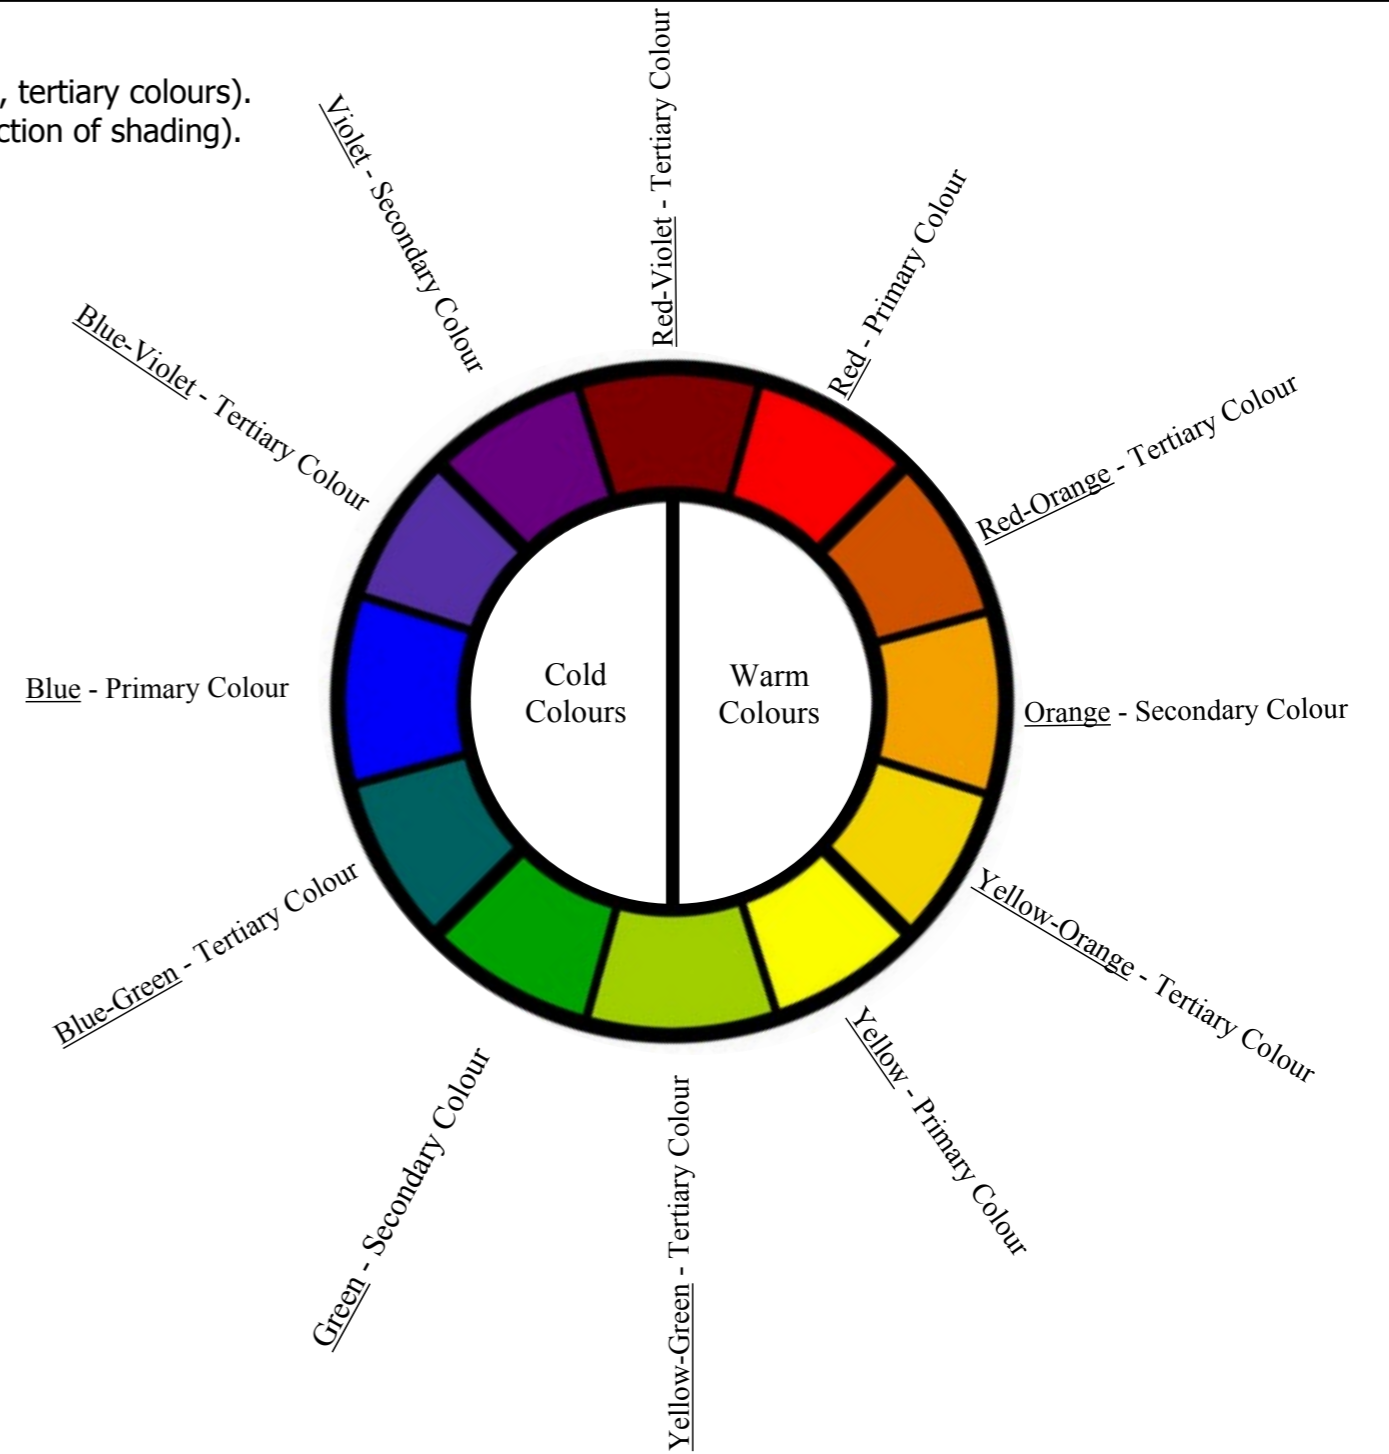 , tertiary colours).
ction of shading).
Red-Violet - Tertiary Colour
Red - Primary Colour
Red-Orange - Tertiary Colour
Orange - Secondary Colour
Yellow-Orange - Tertiary Colour
Yellow - Primary Colour
Yellow-Green - Tertiary Colour
Green - Secondary Colour
Blue-Green - Tertiary Colour
Blue - Primary Colour
Blue-Violet - Tertiary Colour
Violet - Secondary Colour
Cold
Colours
Warm
Colours